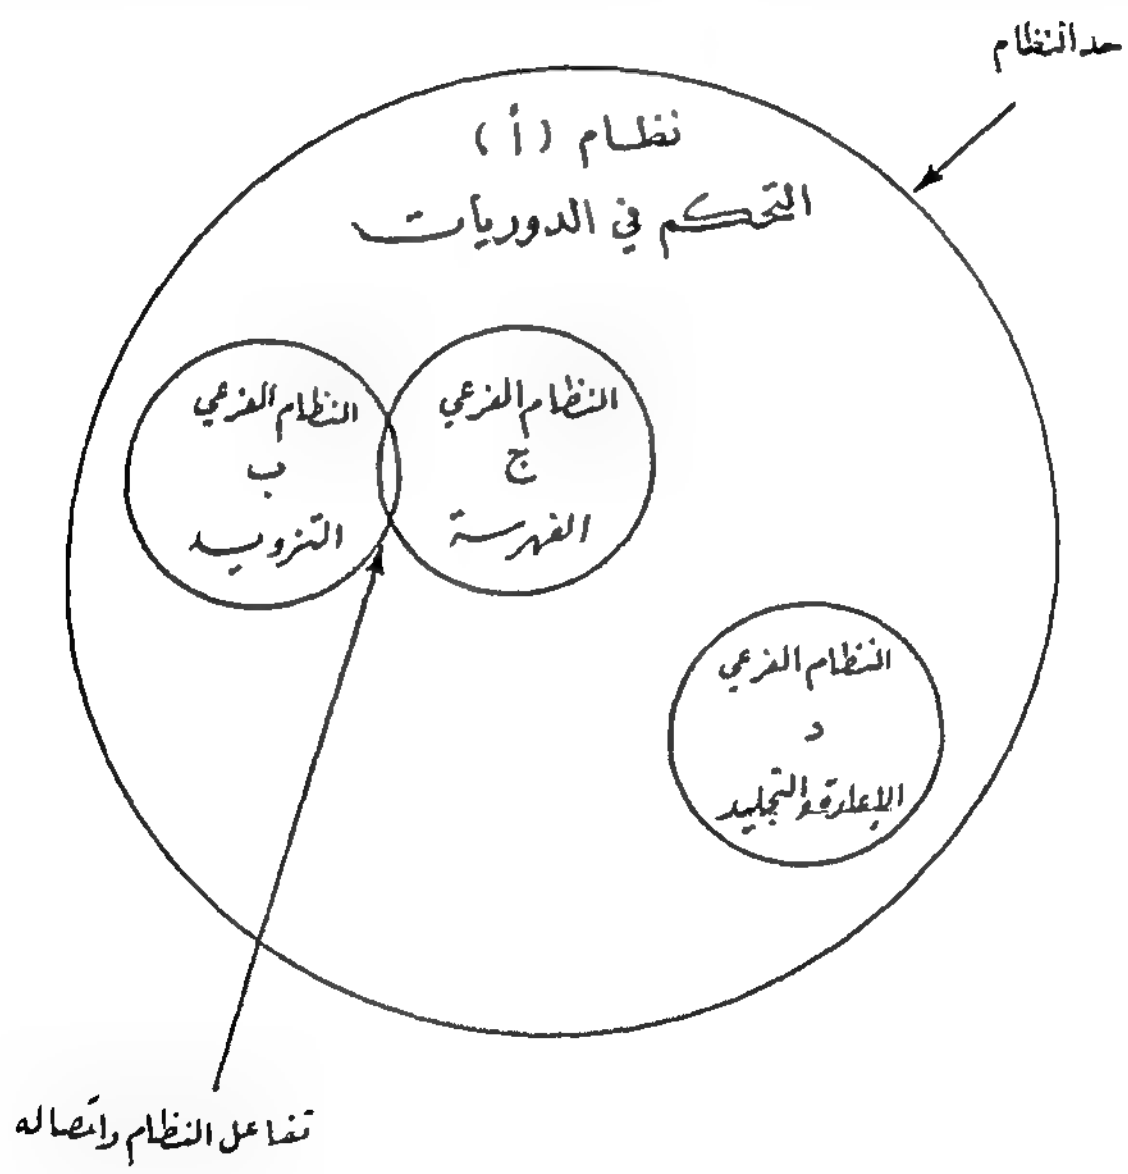 حد النظام
نظام (أ)
التحكم في الدوريات
النظام الفرعي
ج
الفهرسة
النظام الفرعي
ب
التزويد
النظام الفرعي
د
الإعارة والتجليد
تفاعل النظام واتصاله